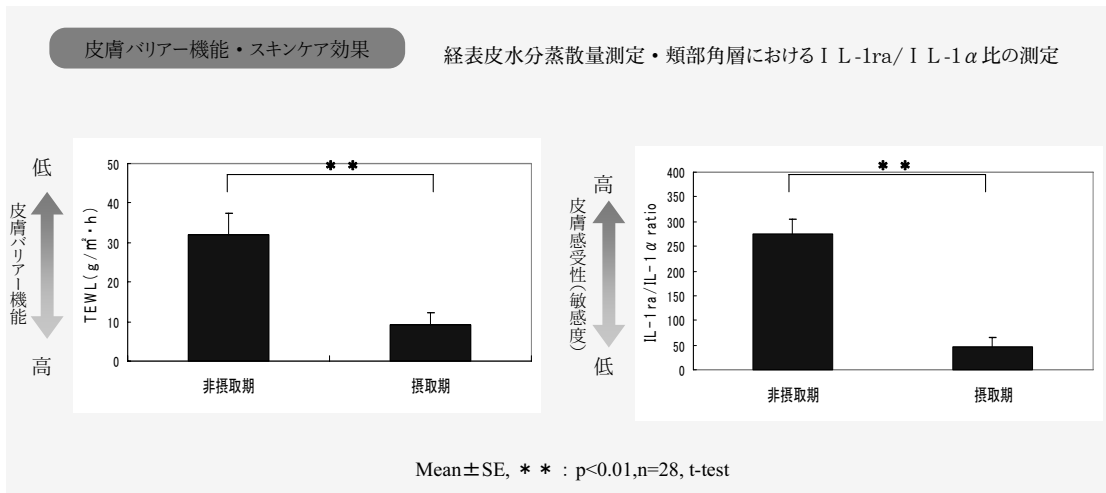 皮膚バリアー機能・スキンケア効果
経表皮水分蒸散量測定・頬部角層におけるＩＬ-1ra/ＩＬ-1α比の測定
低
皮膚バリアー機能
高
TEWL(g/㎡・h)
50
40
30
20
10
0
＊＊
非摂取期
摂取期
高
皮膚感受性(敏感度)
低
IL-1ra/IL-1α ratio
400
350
300
250
200
150
100
50
0
＊＊
非摂取期
摂取期
Mean±SE, ＊＊ : p<0.01,n=28, t-test